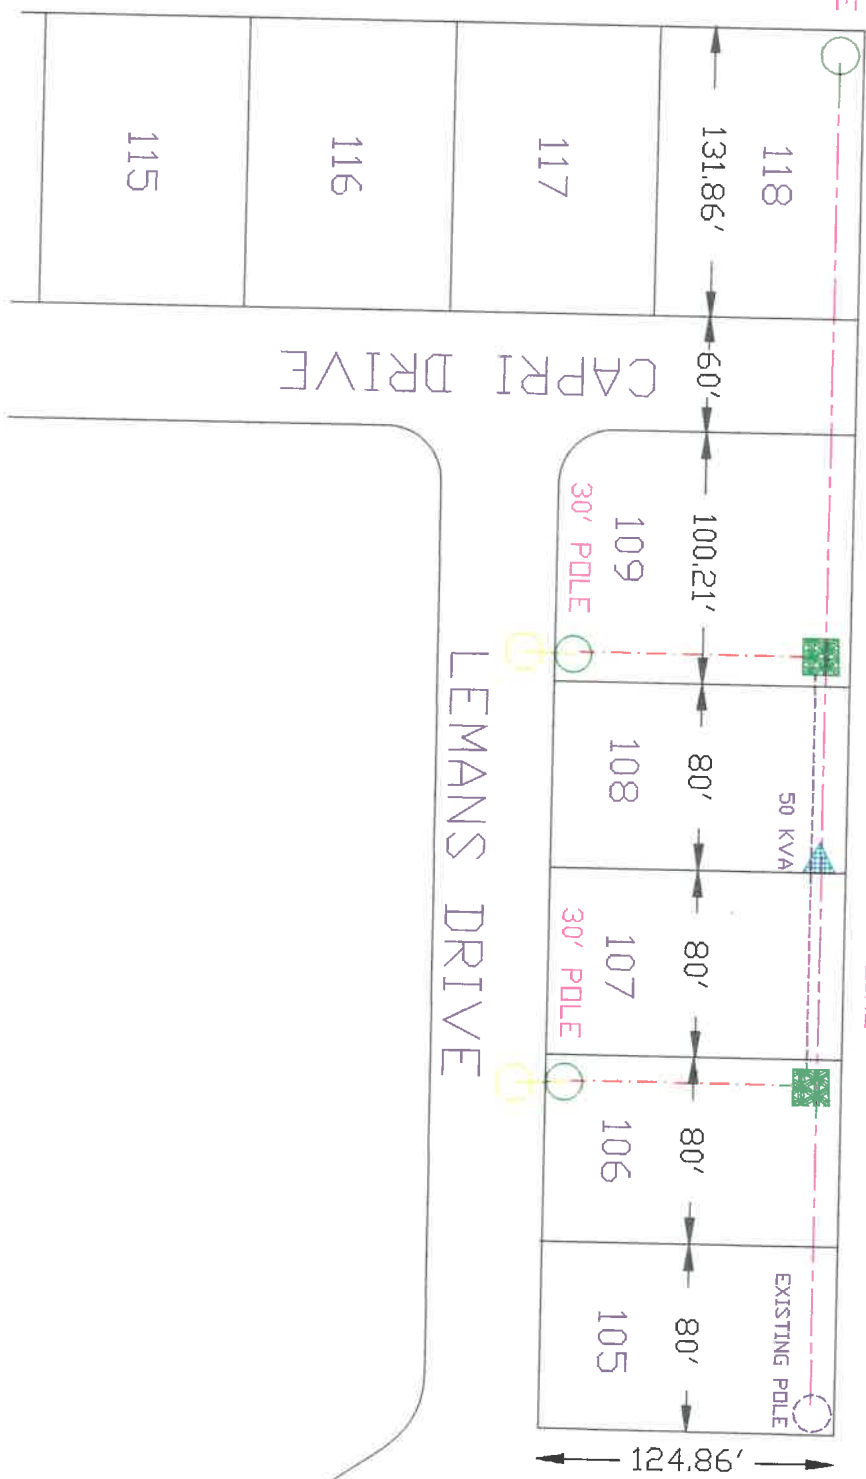 118
131.86'
117
116
115
60'
CAPRI DRIVE
100.21'
109
30' POLE
LEMANS DRIVE
80'
108
50 KVA
80'
107
30' POLE
80'
106
80'
105
EXISTING POLE
124.86'